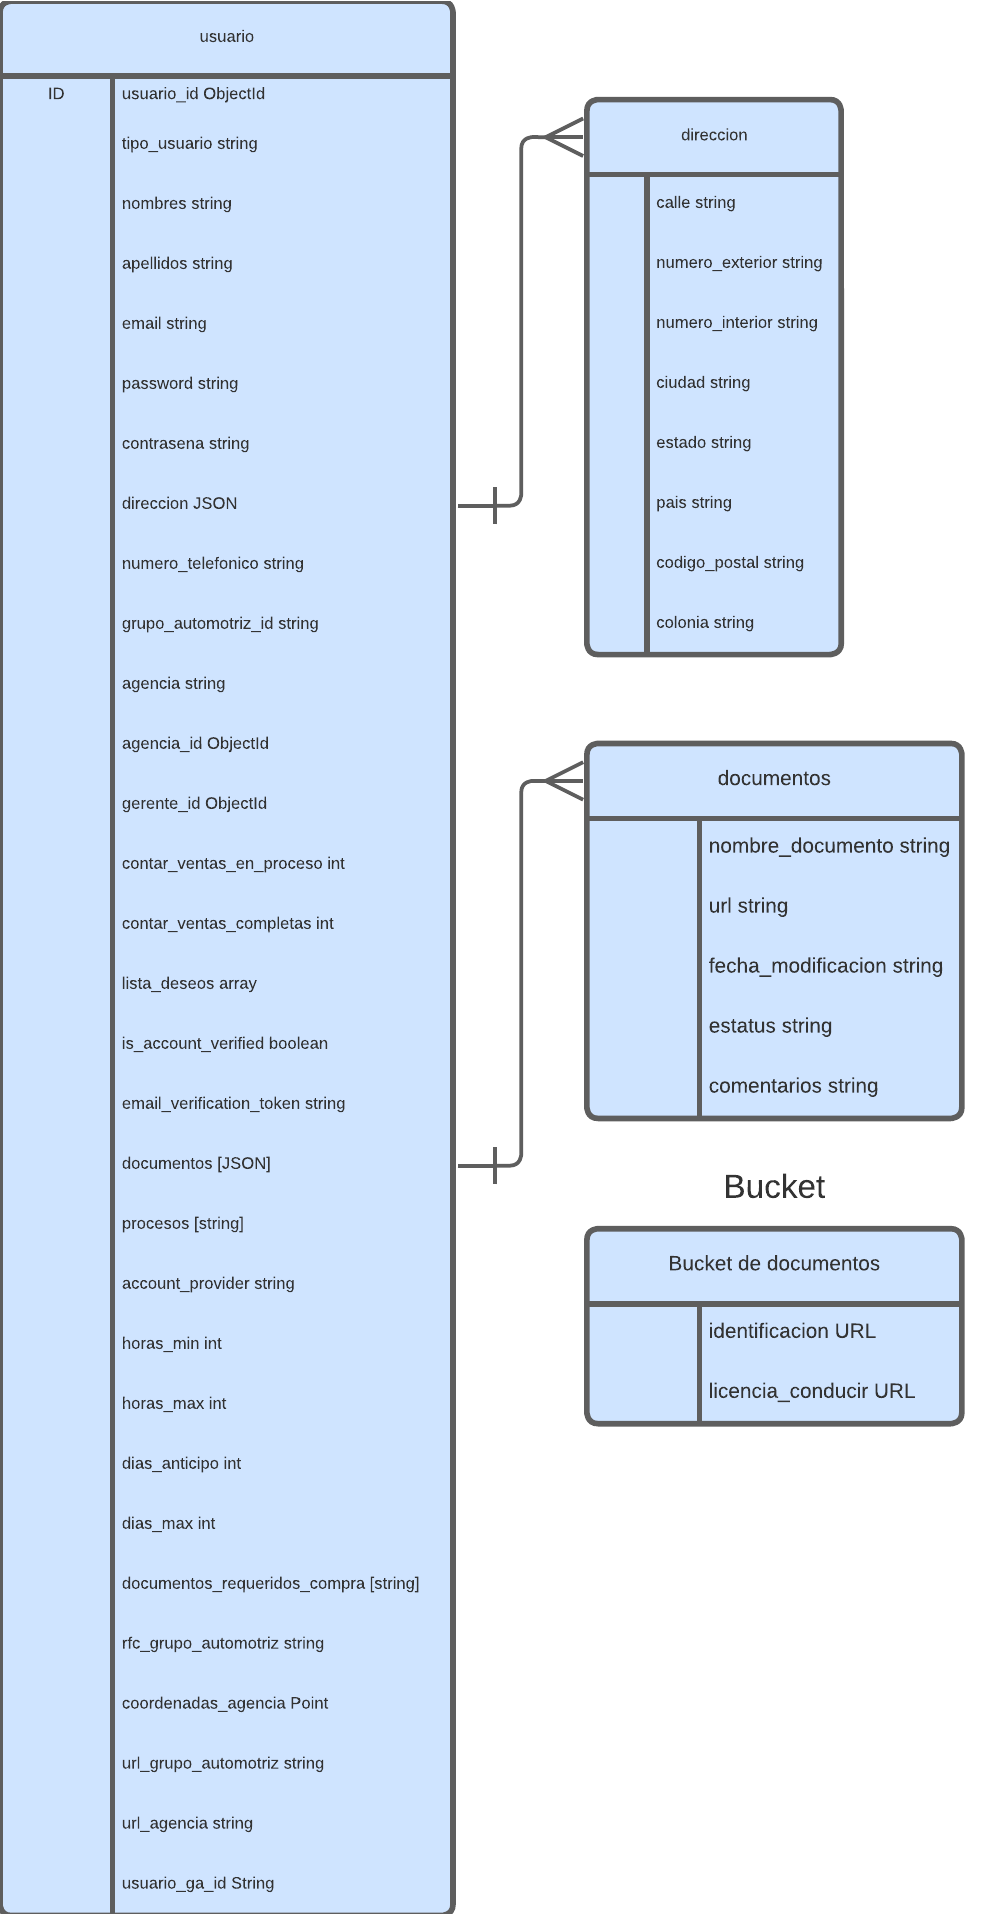 usuario
ID
usuario_id ObjectId
tipo_usuario string
nombres string
apellidos string
email string
password string
contrasena string
direccion JSON
numero_telefonico string
grupo_automotriz_id string
agencia string
agencia_id ObjectId
gerente_id ObjectId
contar_ventas_en_proceso int
contar_ventas_completas int
lista_deseos array
is_account_verified boolean
email_verification_token string
documentos [JSON]
procesos [string]
account_provider string
horas_min int
horas_max int
dias_anticipo int
dias_max int
documentos_requeridos_compra [string]
rfc_grupo_automotriz string
coordenadas_agencia Point
url_grupo_automotriz string
url_agencia string
usuario_ga_id String
direccion
calle string
numero_exterior string
numero_interior string
ciudad string
estado string
pais string
codigo_postal string
colonia string
documentos
nombre_documento string
url string
fecha_modificacion string
estatus string
comentarios string
Bucket
Bucket de documentos
identificacion URL
licencia_conducir URL